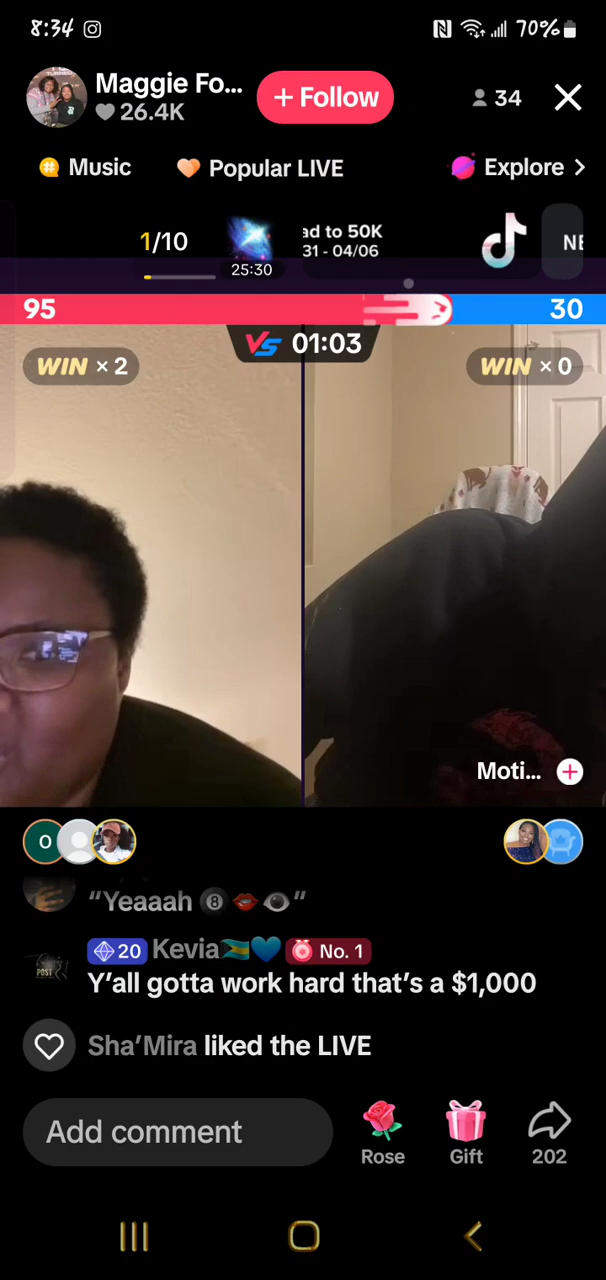 8:34 70%
Maggie Fo... + Follow 34
26.4K
Music Popular LIVE Explore >
1/10 ad to 50K
25:30 31 - 04/06 NE
95 30
VS 01:03
WIN × 2 WIN × 0
Moti... +
O
“Yeaaah 🎱👄👁️”
20 Kevia🇧🇸💙 No. 1
Y’all gotta work hard that’s a $1,000
Sha’Mira liked the LIVE
Add comment
Rose Gift 202